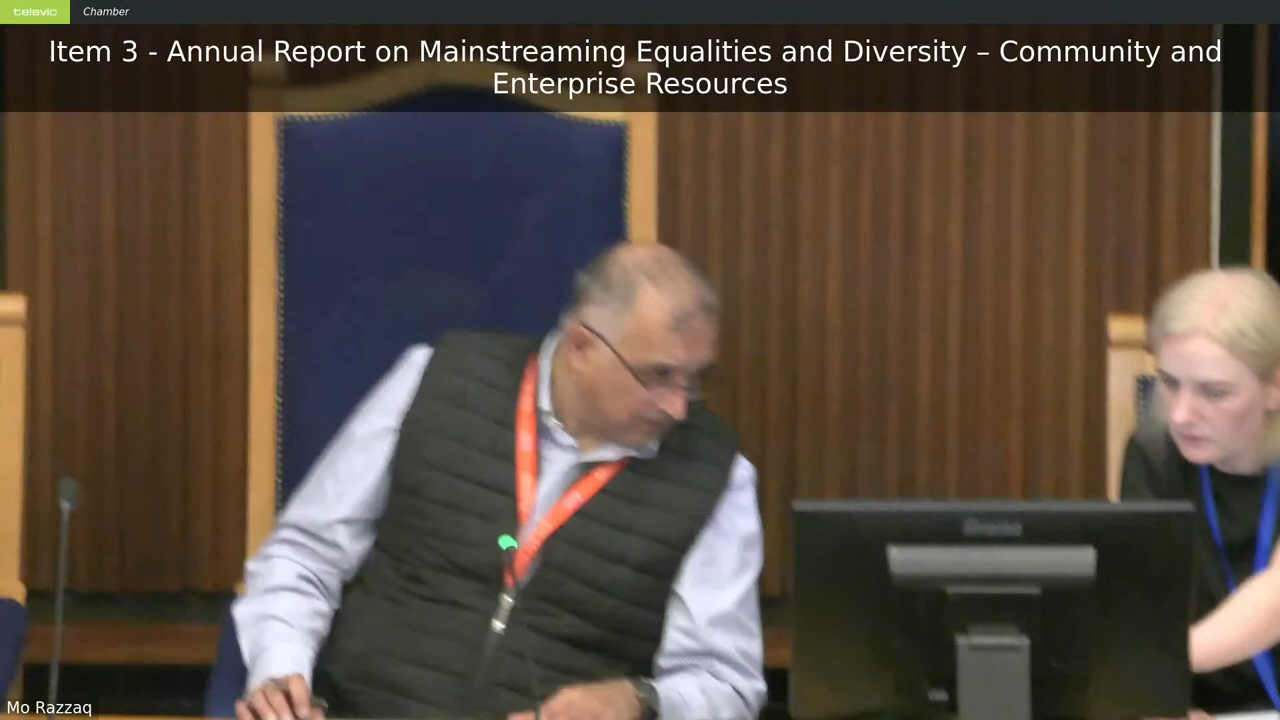 televic
Chamber
Item 3 - Annual Report on Mainstreaming Equalities and Diversity – Community and
Enterprise Resources
Mo Razzaq